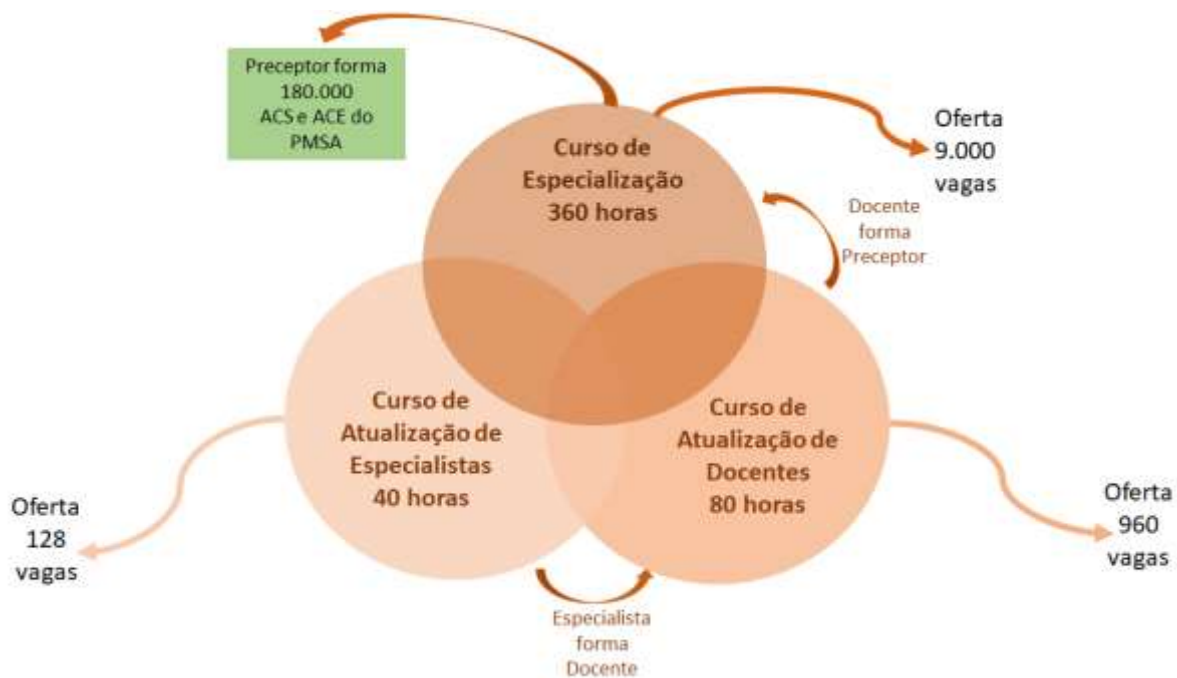 Preceptor forma
180.000
ACS e ACE do
PMSA
Curso de
Especialização
360 horas
Oferta
9.000
vagas
Docente
forma
Preceptor
Curso de
Atualização de
Especialistas
40 horas
Curso de
Atualização de
Docentes
80 horas
Oferta
128
vagas
Oferta
960
vagas
Especialista
forma
Docente